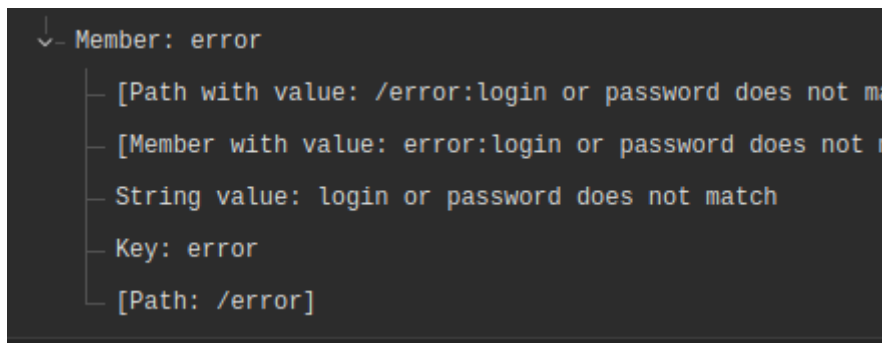 Member: error
[Path with value: /error:login or password does not
[Member with value: error:login or password does not
String value: login or password does not match
Key: error
[Path: /error]